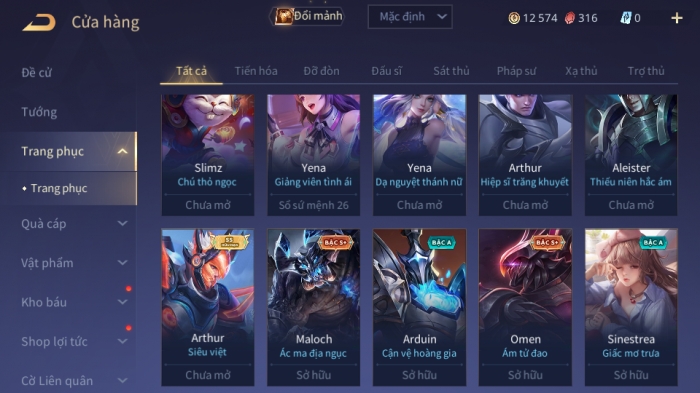 Cửa hàng
Đổi mảnh
Mặc định
12 574
316
0
Đề cử
Tướng
Trang phục
Trang phục
Quà cáp
Vật phẩm
Kho báu
Shop lợi tức
Cờ Liên quân
Tất cả
Tiến hóa
Đỡ đòn
Đấu sĩ
Sát thủ
Pháp sư
Xạ thủ
Trợ thủ
Slimz
Chú thỏ ngọc
Chưa mở
Yena
Giảng viên tình ái
Sổ sứ mệnh 26
Yena
Dạ nguyệt thánh nữ
Chưa mở
Arthur
Hiệp sĩ trăng khuyết
Chưa mở
Aleister
Thiếu niên hắc ám
Chưa mở
SS
Arthur
Siêu việt
Chưa mở
BẬC S+
Maloch
Ác ma địa ngục
Sở hữu
BẬC A
Arduin
Cận vệ hoàng gia
Sở hữu
BẬC S+
Omen
Ám tử đao
Sở hữu
BẬC A
Sinestrea
Giấc mơ trưa
Sở hữu